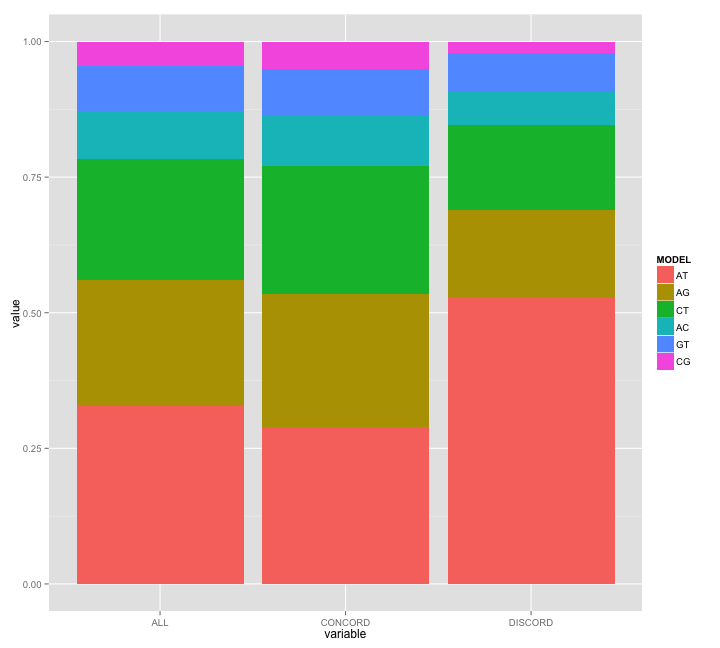 1.00
0.75
0.50
0.25
0.00
value
ALL CONCORD DISCORD
variable
MODEL
AT
AG
CT
AC
GT
CG